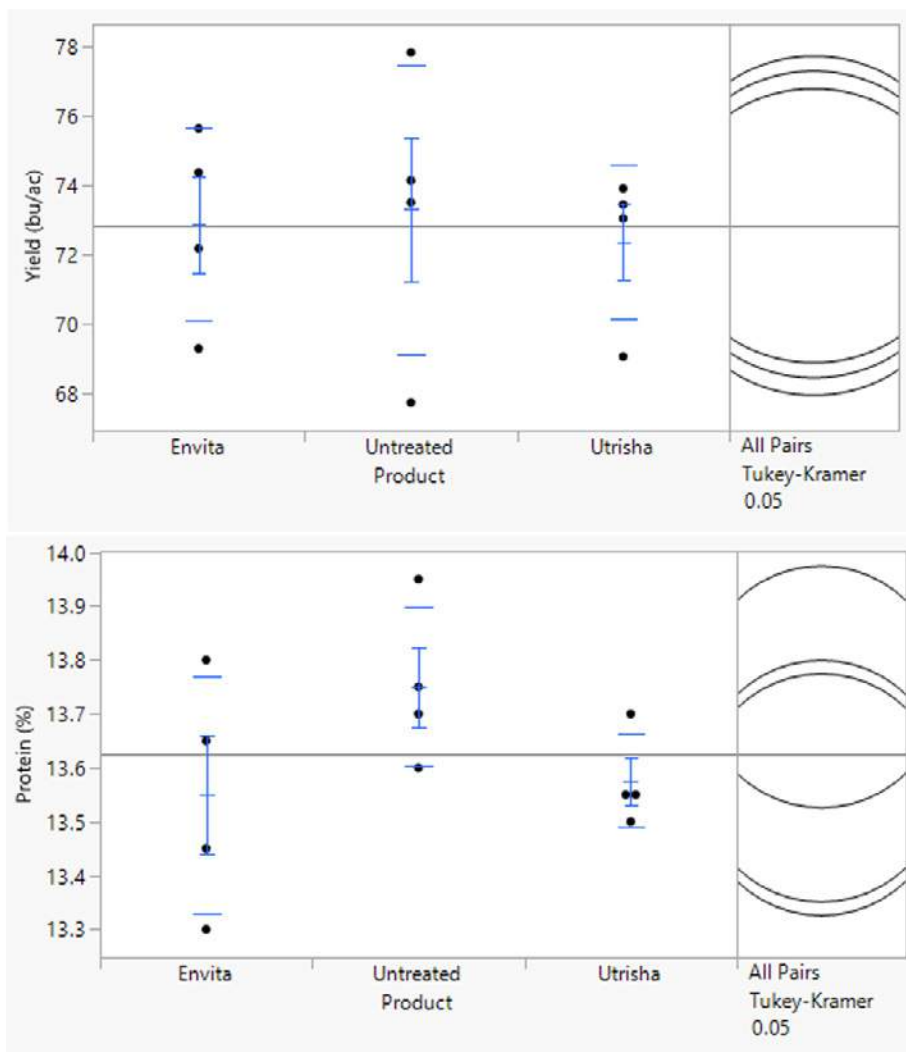 78
76
74
72
70
68
Yield (bu/ac)
Envita
Untreated
Utrisha
Product
All Pairs
Tukey-Kramer
0.05
14.0
13.9
13.8
13.7
13.6
13.5
13.4
13.3
Protein (%)
Envita
Untreated
Utrisha
Product
All Pairs
Tukey-Kramer
0.05